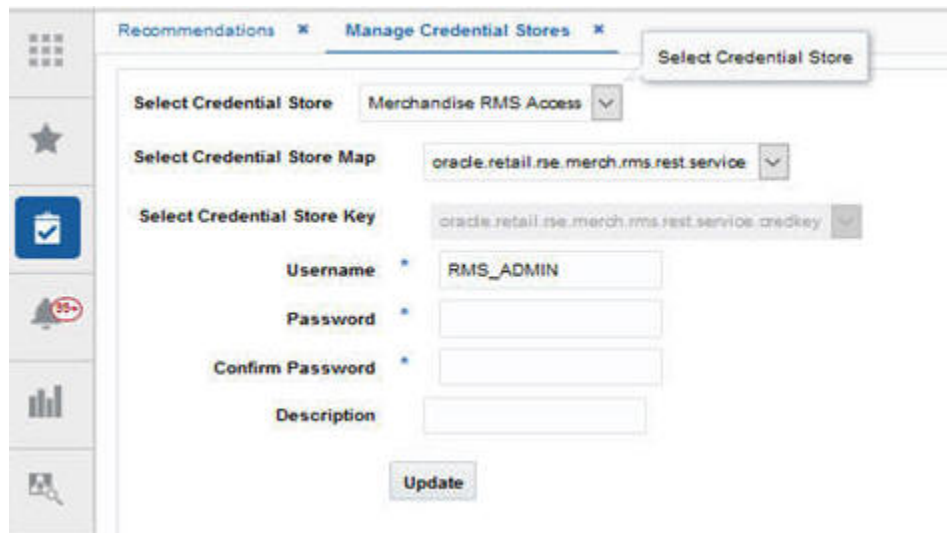 Recommendations × Manage Credential Stores ×
Select Credential Store
Select Credential Store Merchandise RMS Access
Select Credential Store Map oracle.retail.rse.merch.rms.rest.service
Select Credential Store Key oracle.retail.rse.merch.rms.rest.service.credkey
Username * RMS_ADMIN
35+
Password *
Confirm Password *
Description
Update